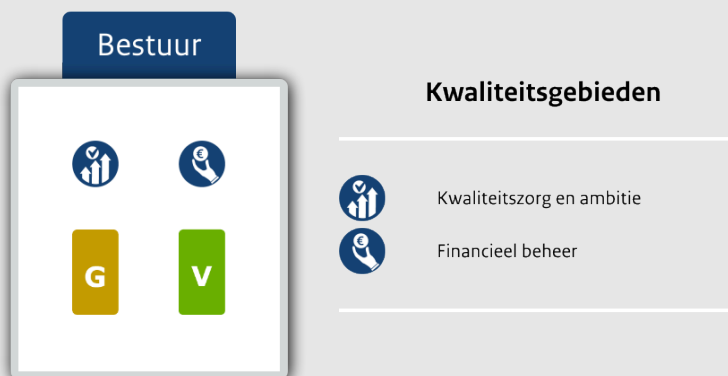 Bestuur
G
V
Kwaliteitsgebieden
Kwaliteitszorg en ambitie
Financieel beheer